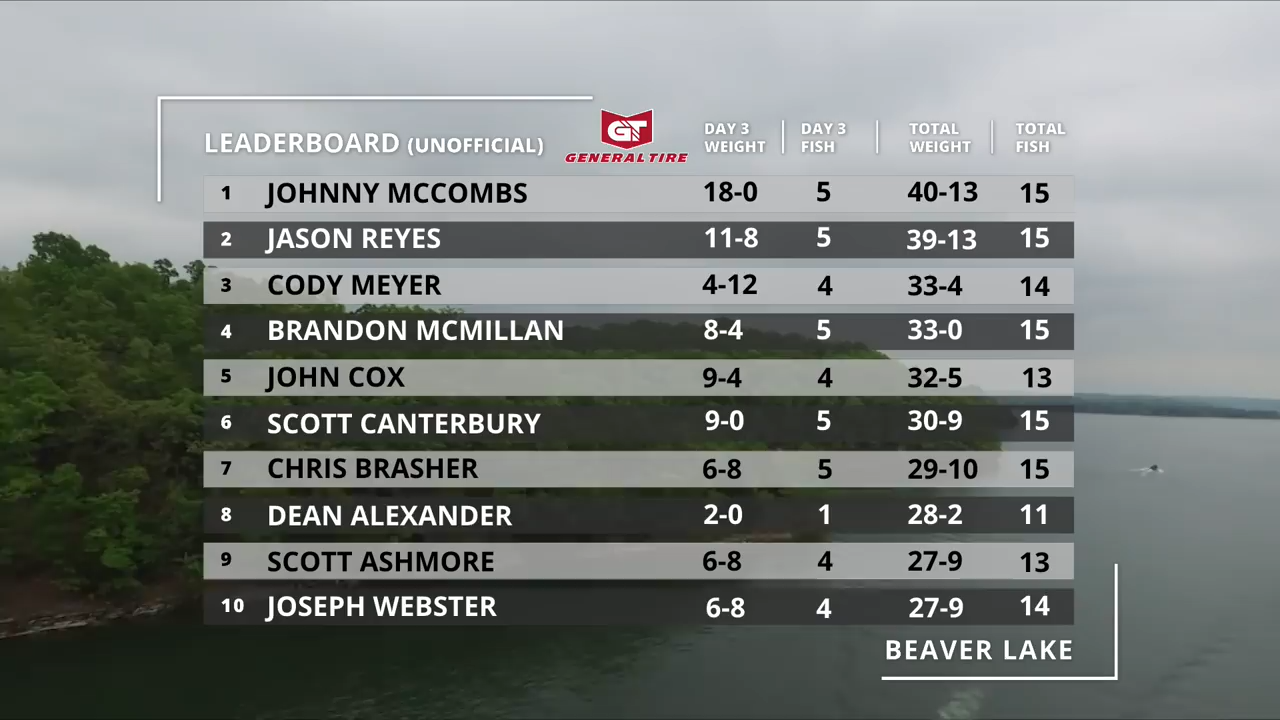 LEADERBOARD (UNOFFICIAL) GT GENERAL TIRE DAY 3 WEIGHT DAY 3 FISH TOTAL WEIGHT TOTAL FISH
1 JOHNNY MCCOMBS 18-0 5 40-13 15
2 JASON REYES 11-8 5 39-13 15
3 CODY MEYER 4-12 4 33-4 14
4 BRANDON MCMILLAN 8-4 5 33-0 15
5 JOHN COX 9-4 4 32-5 13
6 SCOTT CANTERBURY 9-0 5 30-9 15
7 CHRIS BRASHER 6-8 5 29-10 15
8 DEAN ALEXANDER 2-0 1 28-2 11
9 SCOTT ASHMORE 6-8 4 27-9 13
10 JOSEPH WEBSTER 6-8 4 27-9 14
BEAVER LAKE